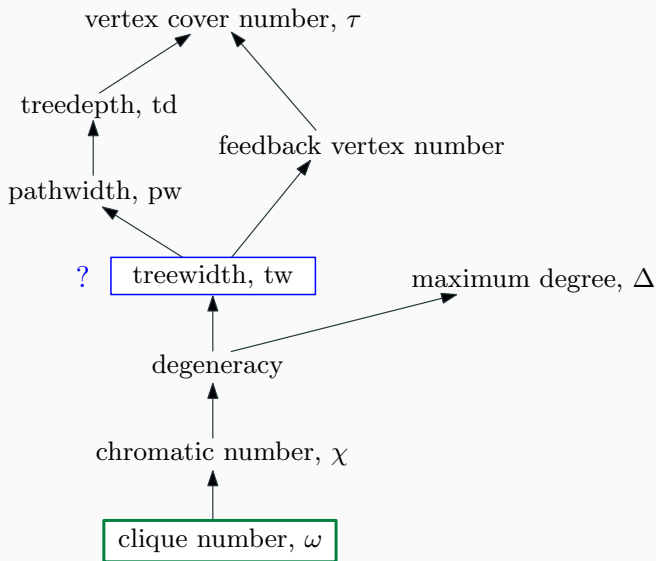 vertex cover number, τ
treedepth, td
feedback vertex number
pathwidth, pw
? treewidth, tw
maximum degree, Δ
degeneracy
chromatic number, χ
clique number, ω